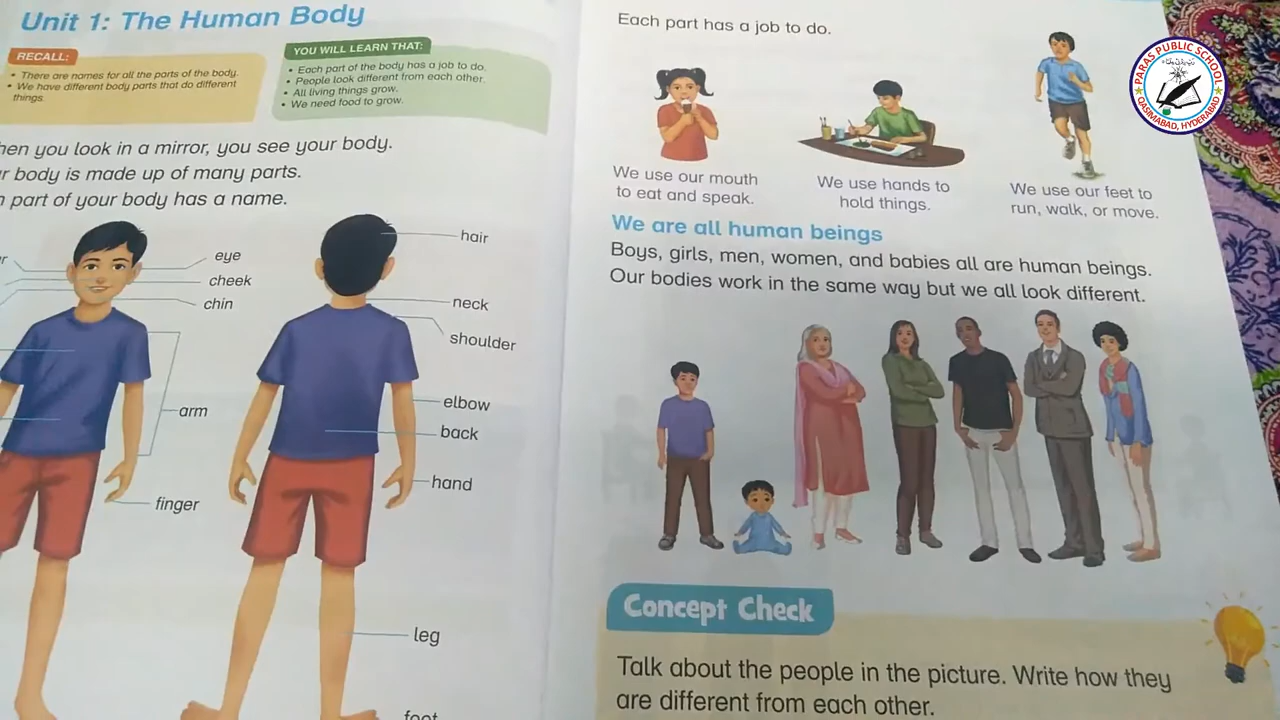 Unit 1: The Human Body
RECALL:
• There are names for all the parts of the body.
• We have different body parts that do different
things.
YOU WILL LEARN THAT:
• Each part of the body has a job to do.
• People look different from each other.
• All living things grow.
• We need food to grow.
hen you look in a mirror, you see your body.
r body is made up of many parts.
h part of your body has a name.
eye
cheek
chin
arm
finger
hair
neck
shoulder
elbow
back
hand
leg
foot
Each part has a job to do.
We use our mouth
to eat and speak.
We use hands to
hold things.
We use our feet to
run, walk, or move.
We are all human beings
Boys, girls, men, women, and babies all are human beings.
Our bodies work in the same way but we all look different.
Concept Check
Talk about the people in the picture. Write how they
are different from each other.
PARAS PUBLIC SCHOOL
QASIMABAD, HYDERABAD